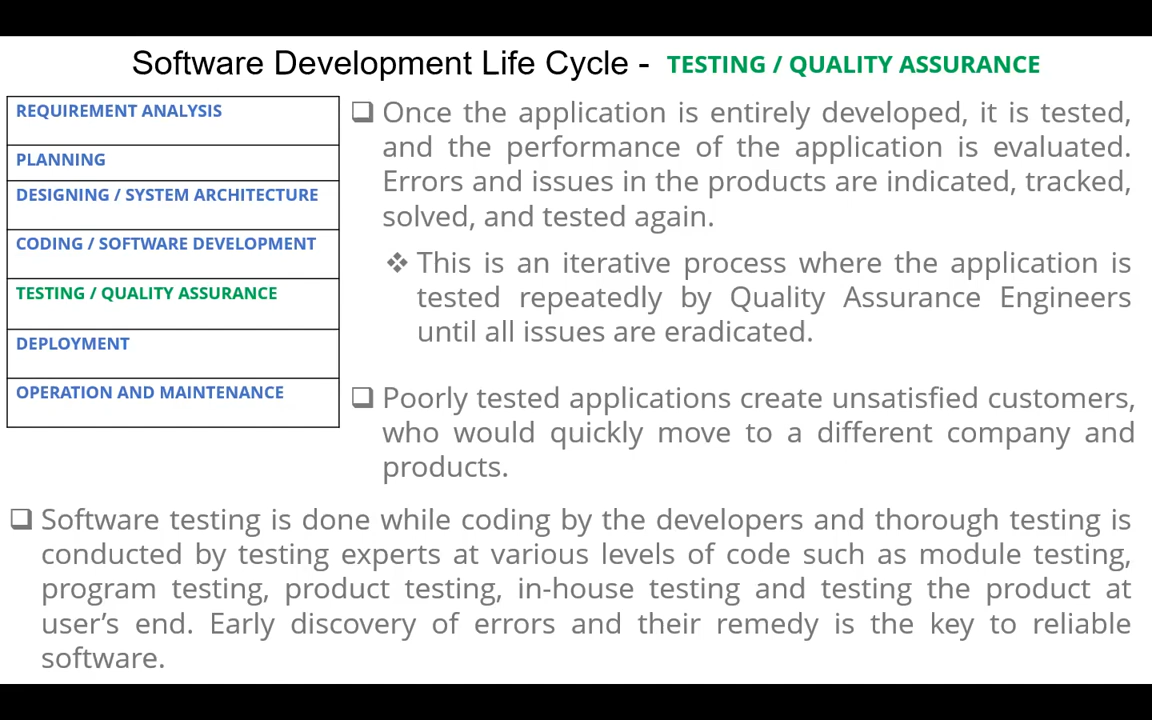 Software Development Life Cycle - TESTING / QUALITY ASSURANCE
REQUIREMENT ANALYSIS
PLANNING
DESIGNING / SYSTEM ARCHITECTURE
CODING / SOFTWARE DEVELOPMENT
TESTING / QUALITY ASSURANCE
DEPLOYMENT
OPERATION AND MAINTENANCE
❑ Once the application is entirely developed, it is tested,
and the performance of the application is evaluated.
Errors and issues in the products are indicated, tracked,
solved, and tested again.
❖ This is an iterative process where the application is
tested repeatedly by Quality Assurance Engineers
until all issues are eradicated.
❑ Poorly tested applications create unsatisfied customers,
who would quickly move to a different company and
products.
❑ Software testing is done while coding by the developers and thorough testing is
conducted by testing experts at various levels of code such as module testing,
program testing, product testing, in-house testing and testing the product at
user’s end. Early discovery of errors and their remedy is the key to reliable
software.